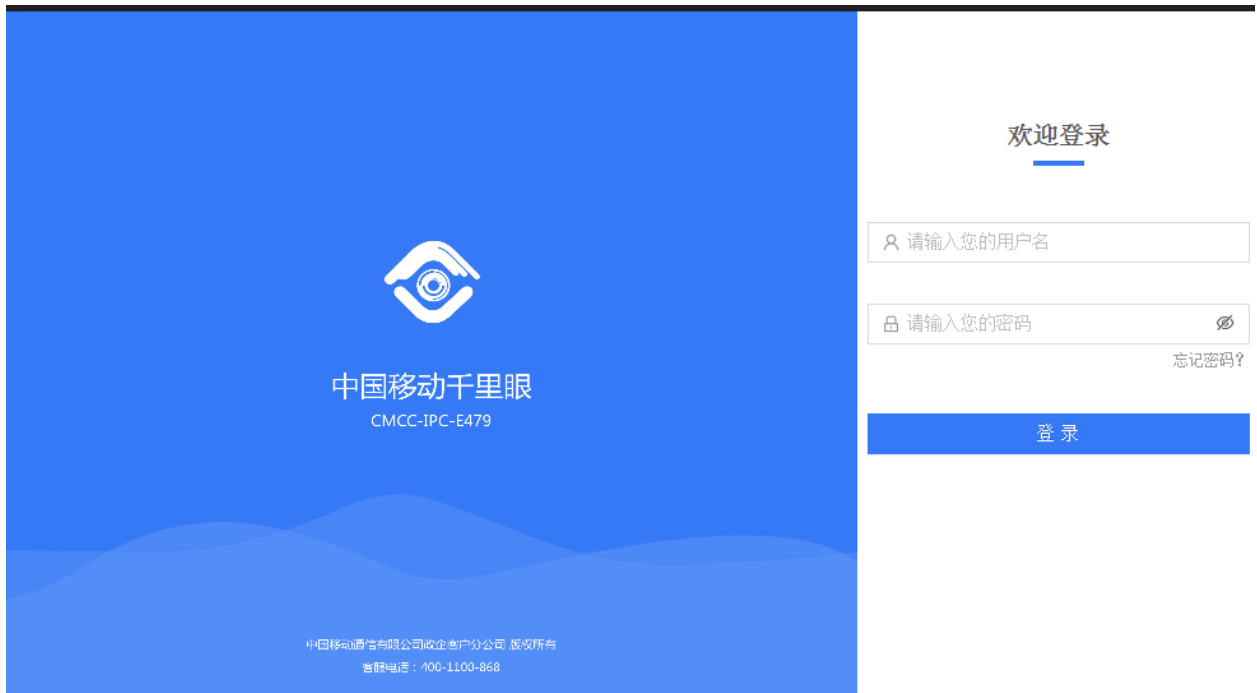 中国移动千里眼
CMCC-IPC-E479
中国移动通信有限公司政企客户分公司 版权所有
客服电话：400-1100-868
欢迎登录
请输入您的用户名
请输入您的密码
忘记密码?
登 录